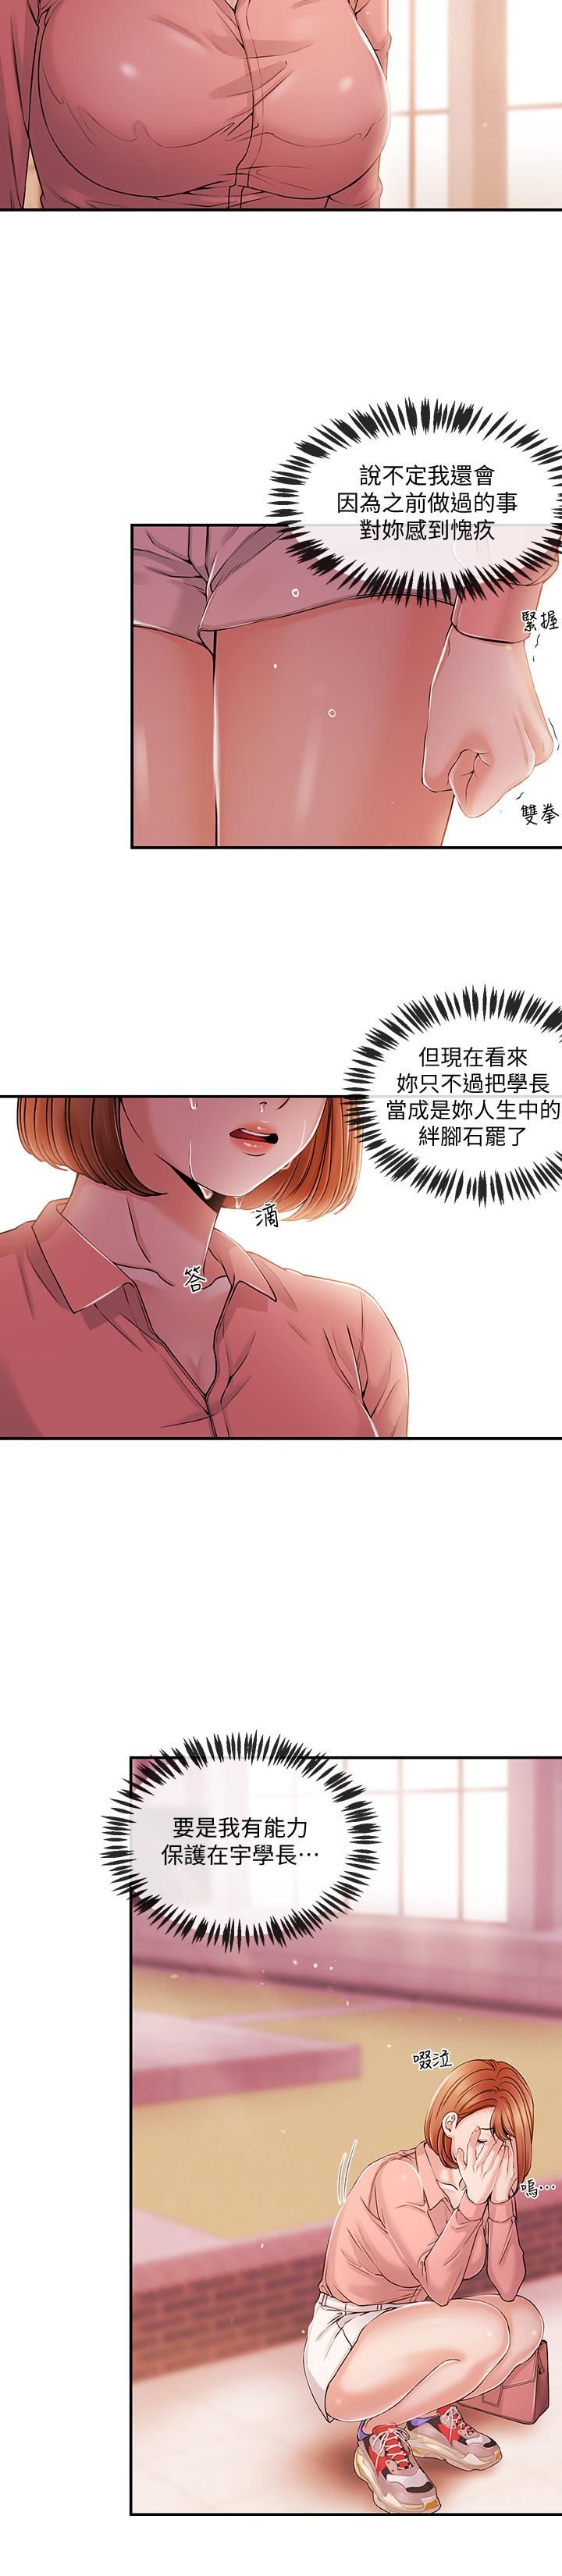 說不定我還會
因為之前做過的事
對妳感到愧疚
緊握
雙拳
但現在看來
妳只不過把學長
當成是妳人生中的
絆腳石罷了
滴
答
要是我有能力
保護在宇學長…
啜泣
嗚…